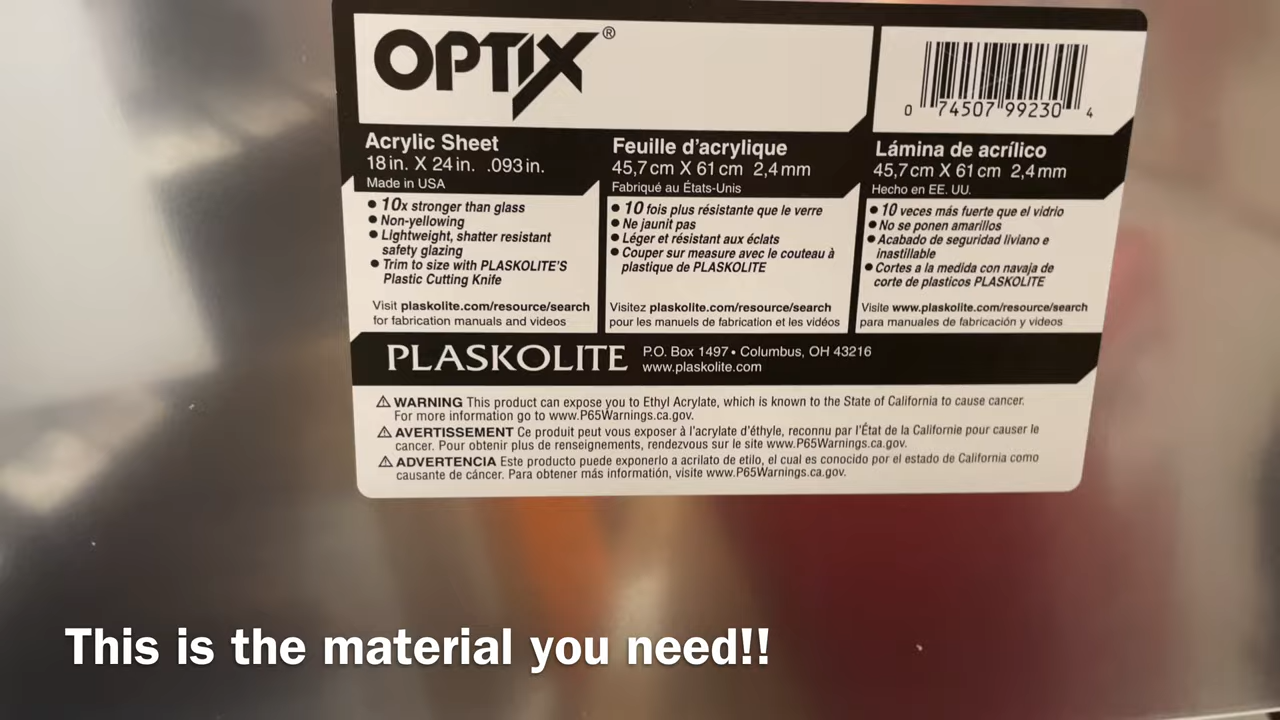 OPTIX®
0 74507 99230 4
Acrylic Sheet
18 in. X 24 in. .093 in.
Made in USA
• 10x stronger than glass
• Non-yellowing
• Lightweight, shatter resistant
safety glazing
• Trim to size with PLASKOLITE'S
Plastic Cutting Knife
Visit plaskolite.com/resource/search
for fabrication manuals and videos
Feuille d'acrylique
45,7 cm X 61 cm 2,4 mm
Fabriqué au États-Unis
• 10 fois plus résistante que le verre
• Ne jaunit pas
• Léger et résistant aux éclats
• Couper sur measure avec le couteau à
plastique de PLASKOLITE
Visitez plaskolite.com/resource/search
pour les manuels de fabrication et les vidéos
Lámina de acrílico
45,7 cm X 61 cm 2,4 mm
Hecho en EE. UU.
• 10 veces más fuerte que el vidrio
• No se ponen amarillos
• Acabado de seguridad liviano e
inastillable
• Cortes a la medida con navaja de
corte de plasticos PLASKOLITE
Visite www.plaskolite.com/resource/search
para manuales de fabricación y videos
PLASKOLITE
P.O. Box 1497 • Columbus, OH 43216
www.plaskolite.com
⚠ WARNING This product can expose you to Ethyl Acrylate, which is known to the State of California to cause cancer.
For more information go to www.P65Warnings.ca.gov.
⚠ AVERTISSEMENT Ce produit peut vous exposer à l'acrylate d'éthyle, reconnu par l'État de la Californie pour causer le
cancer. Pour obtenir plus de renseignements, rendezvous sur le site www.P65Warnings.ca.gov.
⚠ ADVERTENCIA Este producto puede exponerlo a acrilato de etilo, el cual es conocido por el estado de California como
causante de cáncer. Para obtener más informatión, visite www.P65Warnings.ca.gov.
This is the material you need!!